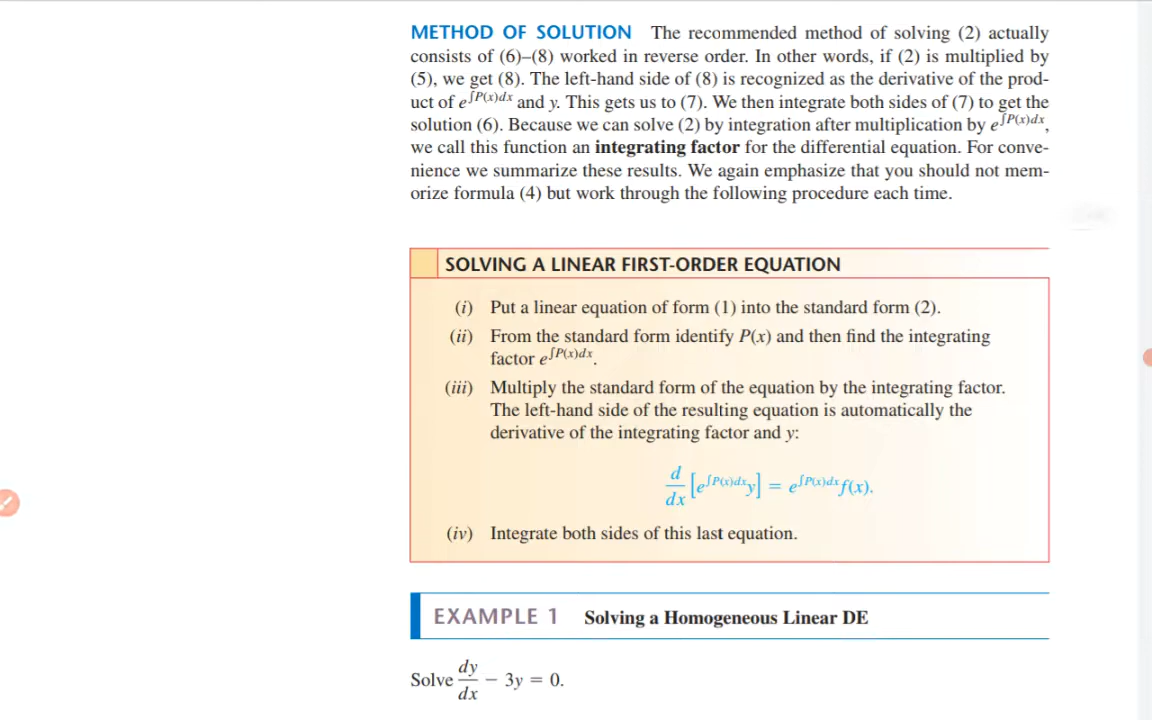 METHOD OF SOLUTION The recommended method of solving (2) actually
consists of (6)–(8) worked in reverse order. In other words, if (2) is multiplied by
(5), we get (8). The left-hand side of (8) is recognized as the derivative of the prod-
uct of e^∫P(x)dx and y. This gets us to (7). We then integrate both sides of (7) to get the
solution (6). Because we can solve (2) by integration after multiplication by e^∫P(x)dx,
we call this function an integrating factor for the differential equation. For conve-
nience we summarize these results. We again emphasize that you should not mem-
orize formula (4) but work through the following procedure each time.
SOLVING A LINEAR FIRST-ORDER EQUATION
(i) Put a linear equation of form (1) into the standard form (2).
(ii) From the standard form identify P(x) and then find the integrating
factor e^∫P(x)dx.
(iii) Multiply the standard form of the equation by the integrating factor.
The left-hand side of the resulting equation is automatically the
derivative of the integrating factor and y:
d/dx [e^∫P(x)dx y] = e^∫P(x)dx f(x).
(iv) Integrate both sides of this last equation.
EXAMPLE 1 Solving a Homogeneous Linear DE
Solve dy/dx − 3y = 0.